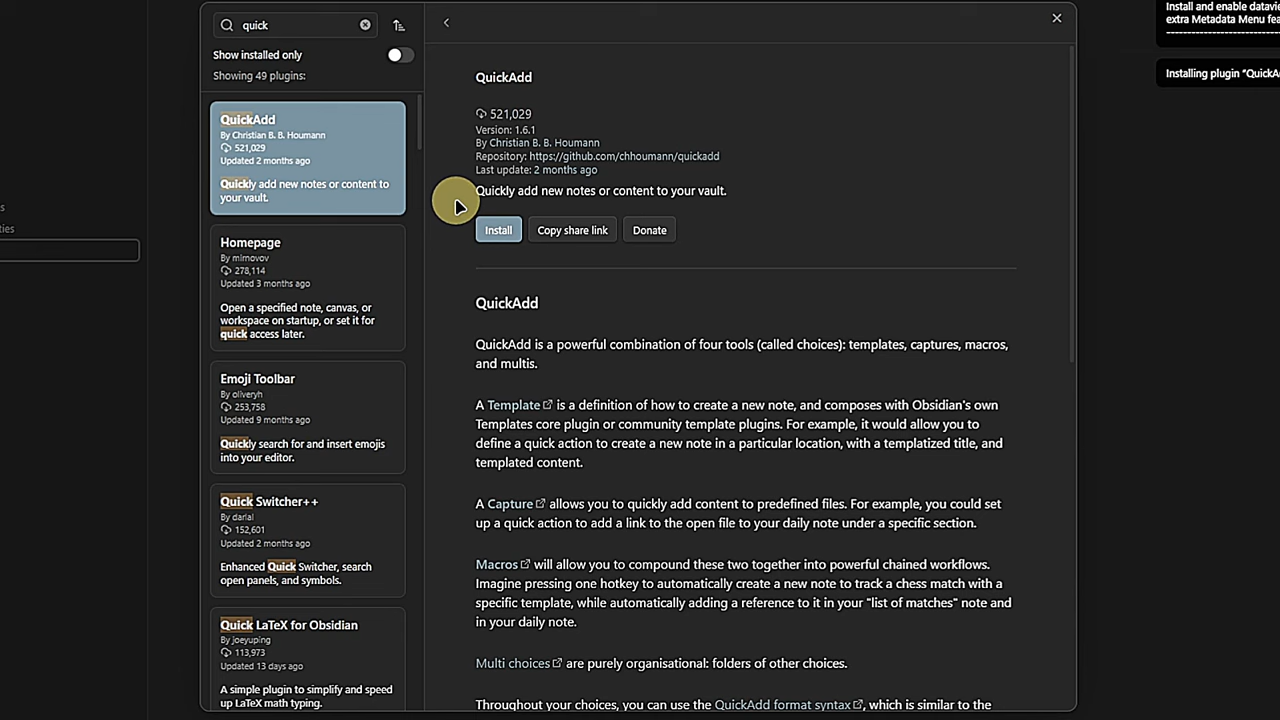 quick
Show installed only
Showing 49 plugins:
QuickAdd
By Christian B. B. Houmann
521,029
Updated 2 months ago
Quickly add new notes or content to
your vault.
Homepage
By mirnovov
278,114
Updated 3 months ago
Open a specified note, canvas, or
workspace on startup, or set it for
quick access later.
Emoji Toolbar
By oliveryh
253,758
Updated 9 months ago
Quickly search for and insert emojis
into your editor.
Quick Switcher++
By darlal
152,601
Updated 2 months ago
Enhanced Quick Switcher, search
open panels, and symbols.
Quick LaTeX for Obsidian
By joeyuping
113,973
Updated 13 days ago
A simple plugin to simplify and speed
up LaTeX math typing.
QuickAdd
521,029
Version: 1.6.1
By Christian B. B. Houmann
Repository: https://github.com/chhoumann/quickadd
Last update: 2 months ago
Quickly add new notes or content to your vault.
Install Copy share link Donate
QuickAdd
QuickAdd is a powerful combination of four tools (called choices): templates, captures, macros,
and multis.
A Template is a definition of how to create a new note, and composes with Obsidian's own
Templates core plugin or community template plugins. For example, it would allow you to
define a quick action to create a new note in a particular location, with a templatized title, and
templated content.
A Capture allows you to quickly add content to predefined files. For example, you could set
up a quick action to add a link to the open file to your daily note under a specific section.
Macros will allow you to compound these two together into powerful chained workflows.
Imagine pressing one hotkey to automatically create a new note to track a chess match with a
specific template, while automatically adding a reference to it in your "list of matches" note and
in your daily note.
Multi choices are purely organisational: folders of other choices.
Throughout your choices, you can use the QuickAdd format syntax, which is similar to the
Install and enable datavie
extra Metadata Menu fea
--------------------------------
Installing plugin "QuickA